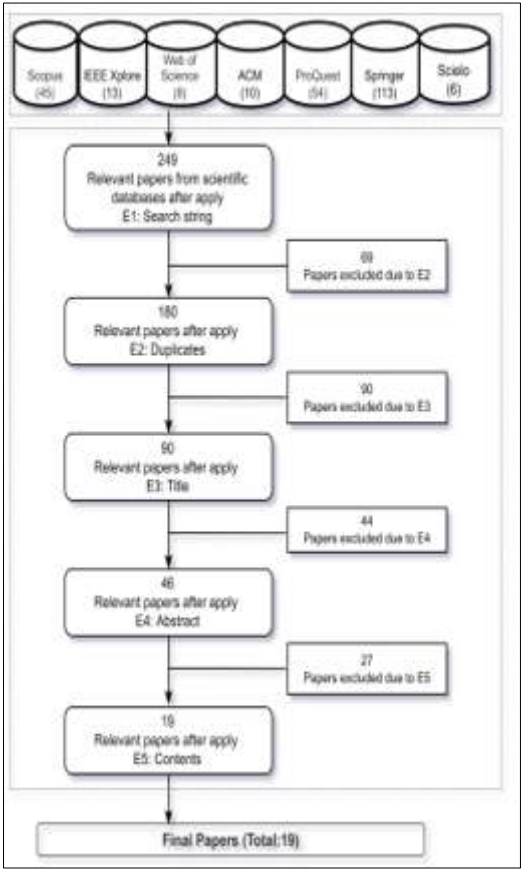 Scopus
(45)
IEEE Xplore
(13)
Web of
Science
(8)
ACM
(10)
ProQuest
(54)
Springer
(113)
Scielo
(6)
249
Relevant papers from scientific
databases after apply
E1: Search string
69
Papers excluded due to E2
180
Relevant papers after apply
E2: Duplicates
90
Papers excluded due to E3
90
Relevant papers after apply
E3: Title
44
Papers excluded due to E4
46
Relevant papers after apply
E4: Abstract
27
Papers excluded due to E5
19
Relevant papers after apply
E5: Contents
Final Papers (Total:19)